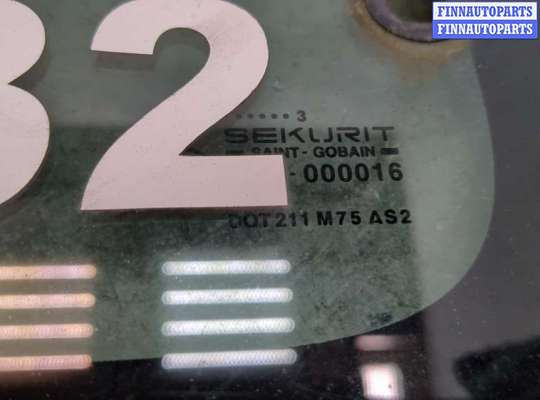 FINNAUTOPARTS
FINNAUTOPARTS
32
..... 3
SEKURIT
SAINT - GOBAIN
- 000016
DOT 211 M75 AS2